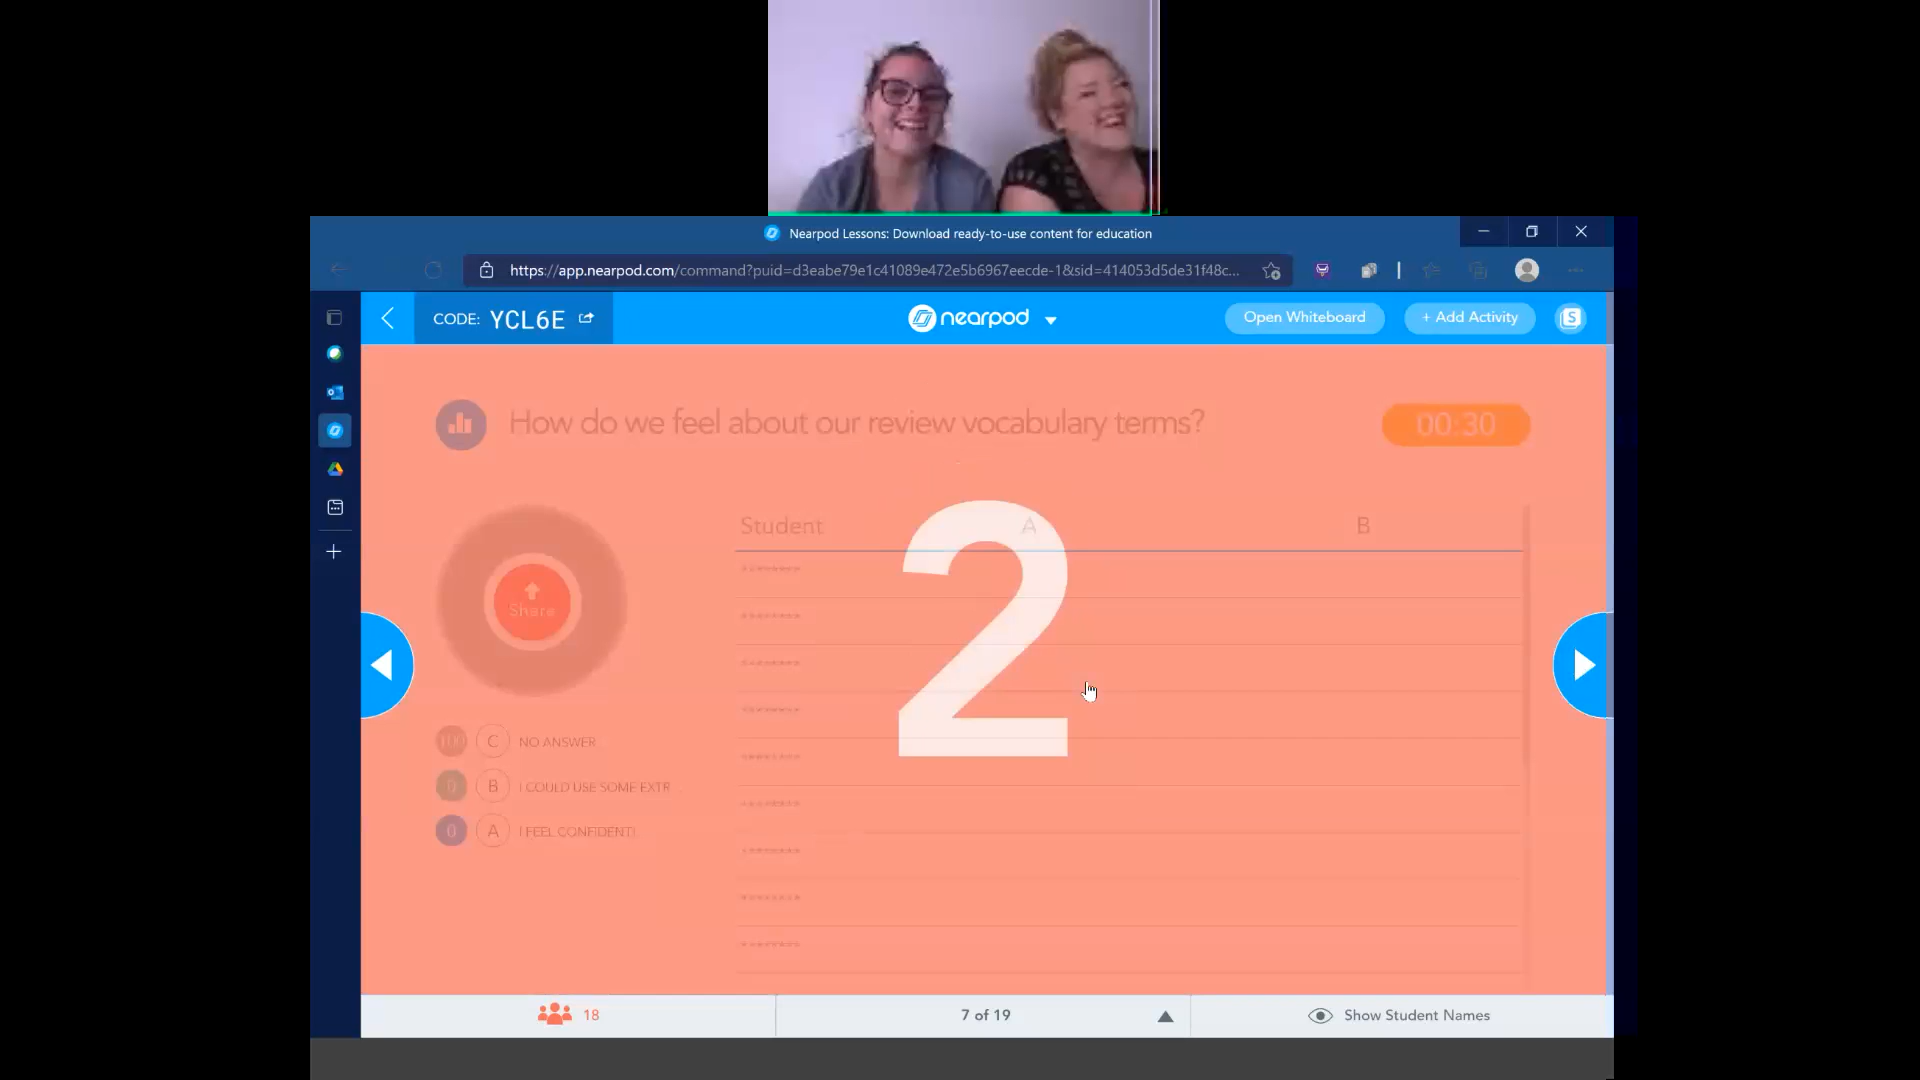 Nearpod Lessons: Download ready-to-use content for education
https://app.nearpod.com/command?puid=d3eabe79e1c41089e472e5b6967eecde-1&sid=414053d5de31f48c...
CODE: YCL6E
nearpod
Open Whiteboard
+ Add Activity
S
How do we feel about our review vocabulary terms?
00:30
2
Student A B
Share
100 C NO ANSWER
0 B I COULD USE SOME EXTR...
0 A I FEEL CONFIDENT!
18
7 of 19
Show Student Names